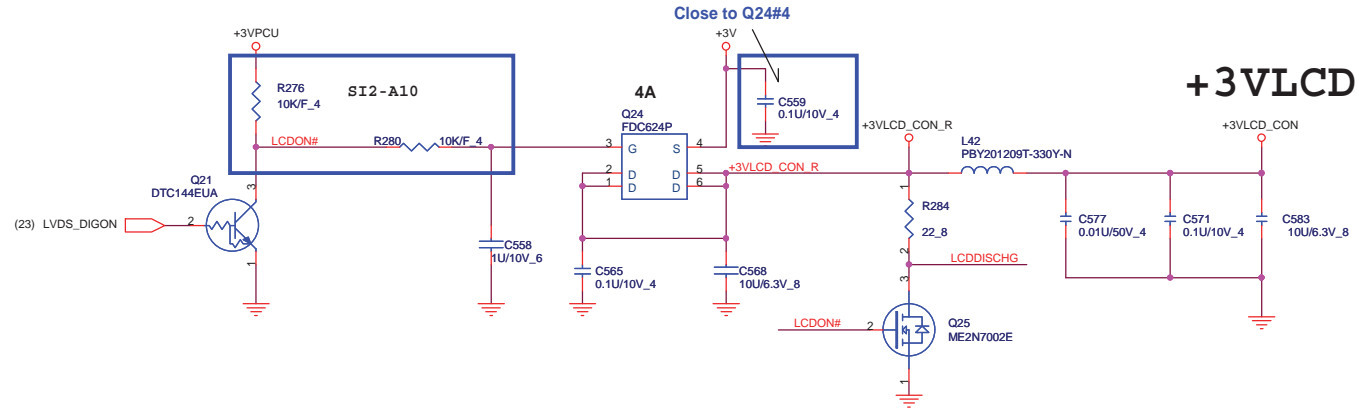 Close to Q24#4
+3VPCU
+3V
+3VLCD
R276
10K/F_4
SI2-A10
4A
Q24
FDC624P
C559
0.1U/10V_4
LCDON#
R280
10K/F_4
3
G
S
4
2
D
D
5
1
D
D
6
+3VLCD_CON_R
+3VLCD_CON_R
L42
PBY201209T-330Y-N
+3VLCD_CON
Q21
DTC144EUA
3
(23) LVDS_DIGON
2
1
C558
1U/10V_6
C565
0.1U/10V_4
C568
10U/6.3V_8
1
R284
22_8
2
LCDDISCHG
C577
0.01U/50V_4
C571
0.1U/10V_4
C583
10U/6.3V_8
3
LCDON#
2
Q25
ME2N7002E
1